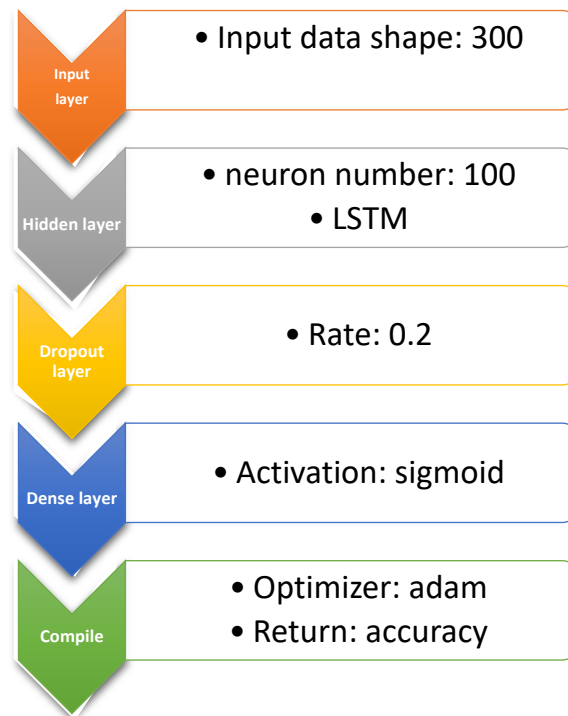 Input
layer
• Input data shape: 300
Hidden layer
• neuron number: 100
• LSTM
Dropout
layer
• Rate: 0.2
Dense layer
• Activation: sigmoid
Compile
• Optimizer: adam
• Return: accuracy